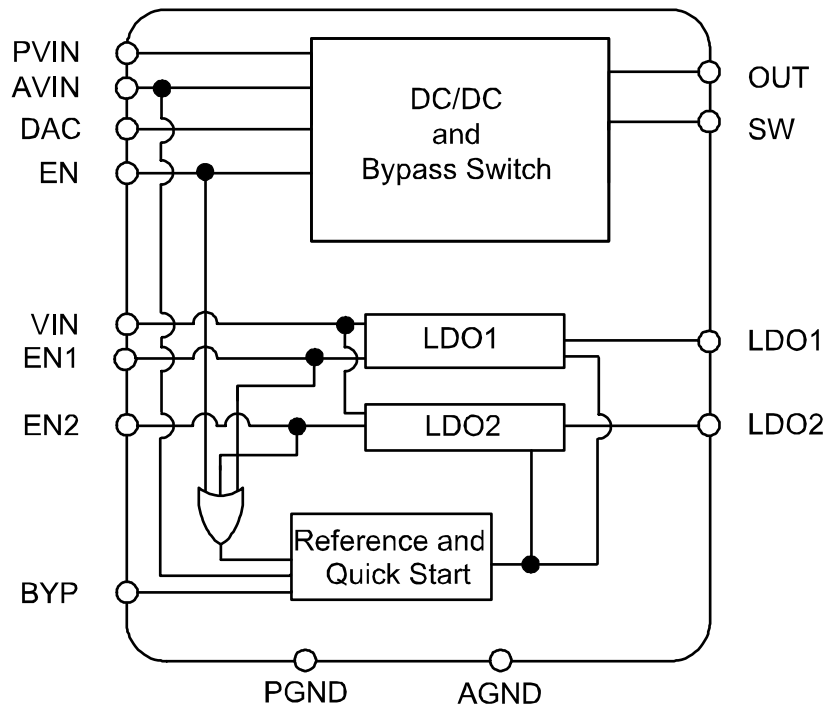 PVIN
AVIN
DAC
EN
DC/DC
and
Bypass Switch
OUT
SW
VIN
EN1
EN2
LDO1
LDO2
LDO1
LDO2
Reference and
Quick Start
BYP
PGND
AGND